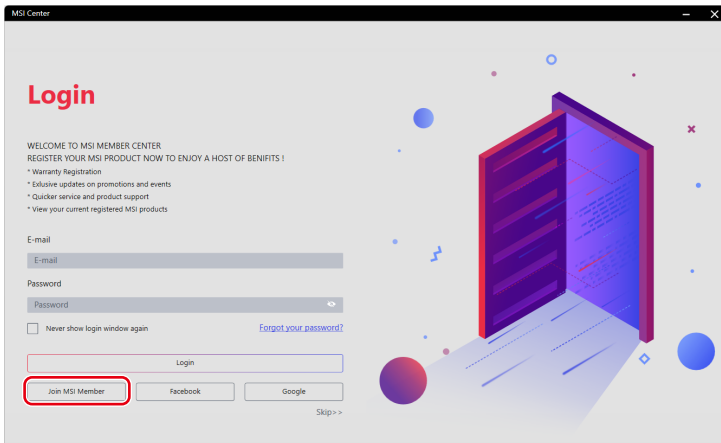 MSI Center
Login
WELCOME TO MSI MEMBER CENTER
REGISTER YOUR MSI PRODUCT NOW TO ENJOY A HOST OF BENIFITS !
* Warranty Registration
* Exlusive updates on promotions and events
* Quicker service and product support
* View your current registered MSI products
E-mail
E-mail
Password
Password
Never show login window again Forgot your password?
Login
Join MSI Member Facebook Google
Skip>>